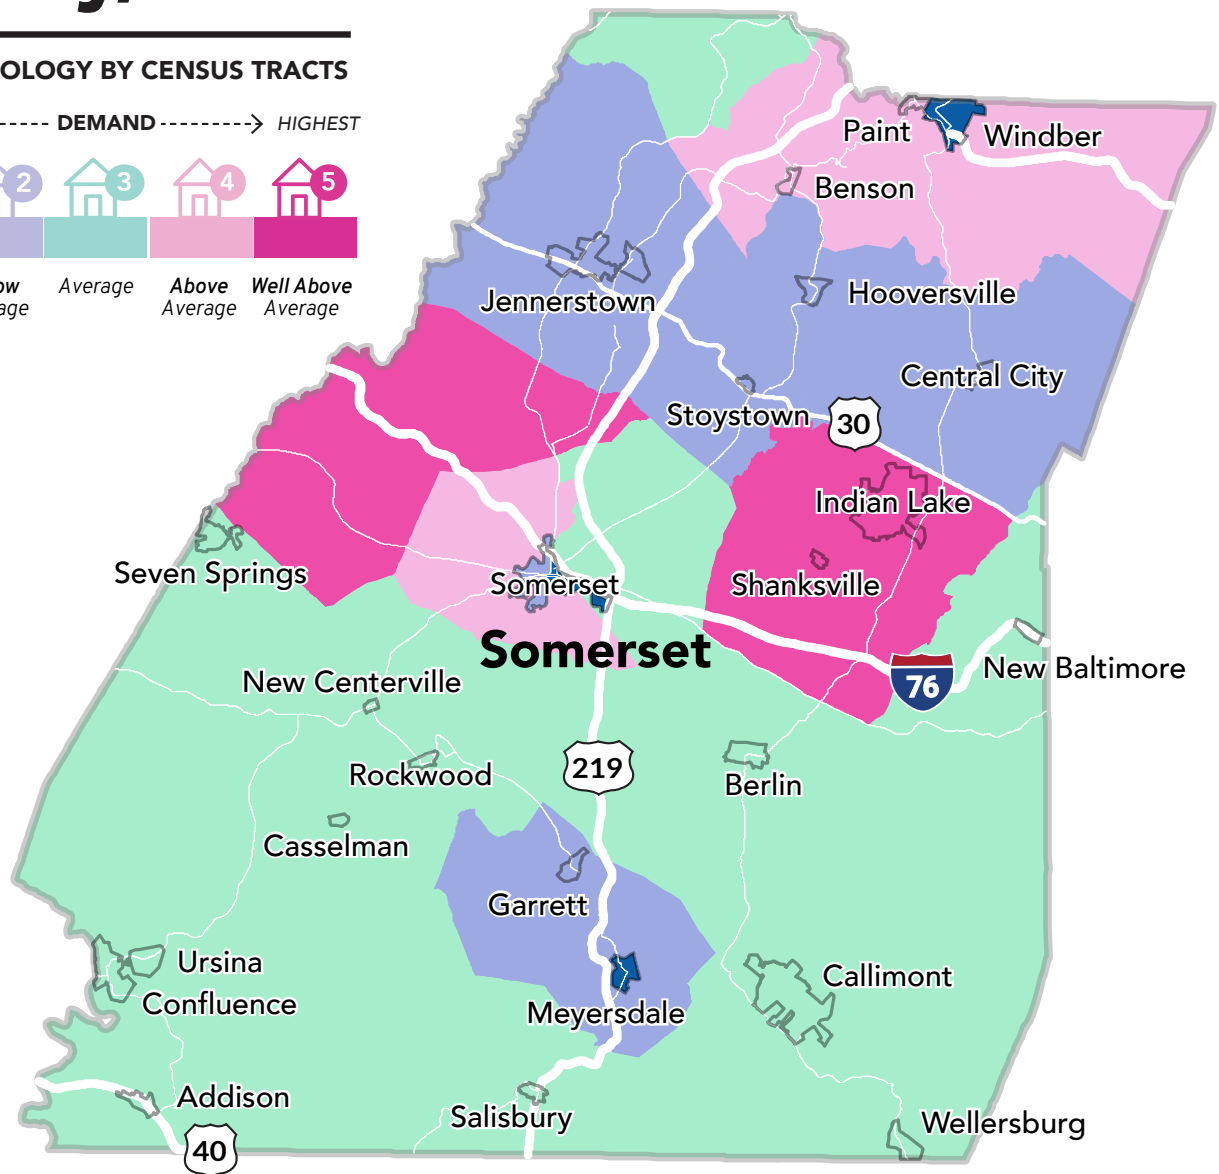 OLOGY BY CENSUS TRACTS
DEMAND HIGHEST
2 3 4 5
Average
Above
Average
Well Above
Average
Paint
Windber
Benson
Jennerstown
Hooversville
Central City
Stoystown
30
Indian Lake
Seven Springs
Somerset
Shanksville
Somerset
New Baltimore
76
New Centerville
Rockwood
219
Berlin
Casselman
Garrett
Ursina
Callimont
Confluence
Meyersdale
Addison
Salisbury
Wellersburg
40